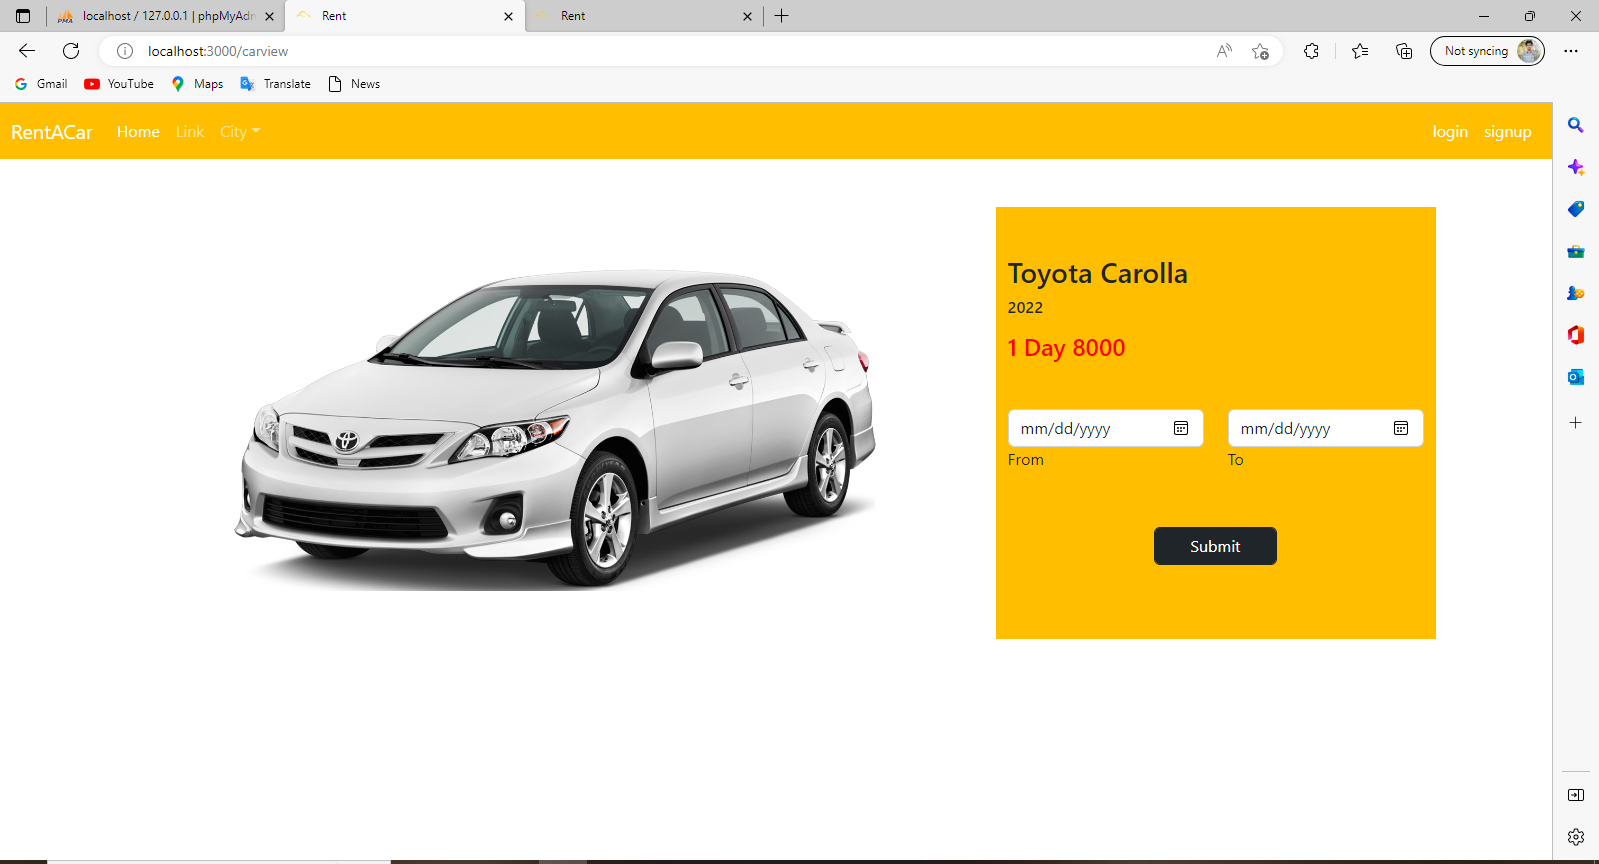 localhost / 127.0.0.1 | phpMyAdm
Rent
Rent
localhost:3000/carview
Not syncing
Gmail
YouTube
Maps
Translate
News
RentACar
Home
Link
City
login
signup
Toyota Carolla
2022
1 Day 8000
mm/dd/yyyy
mm/dd/yyyy
From
To
Submit